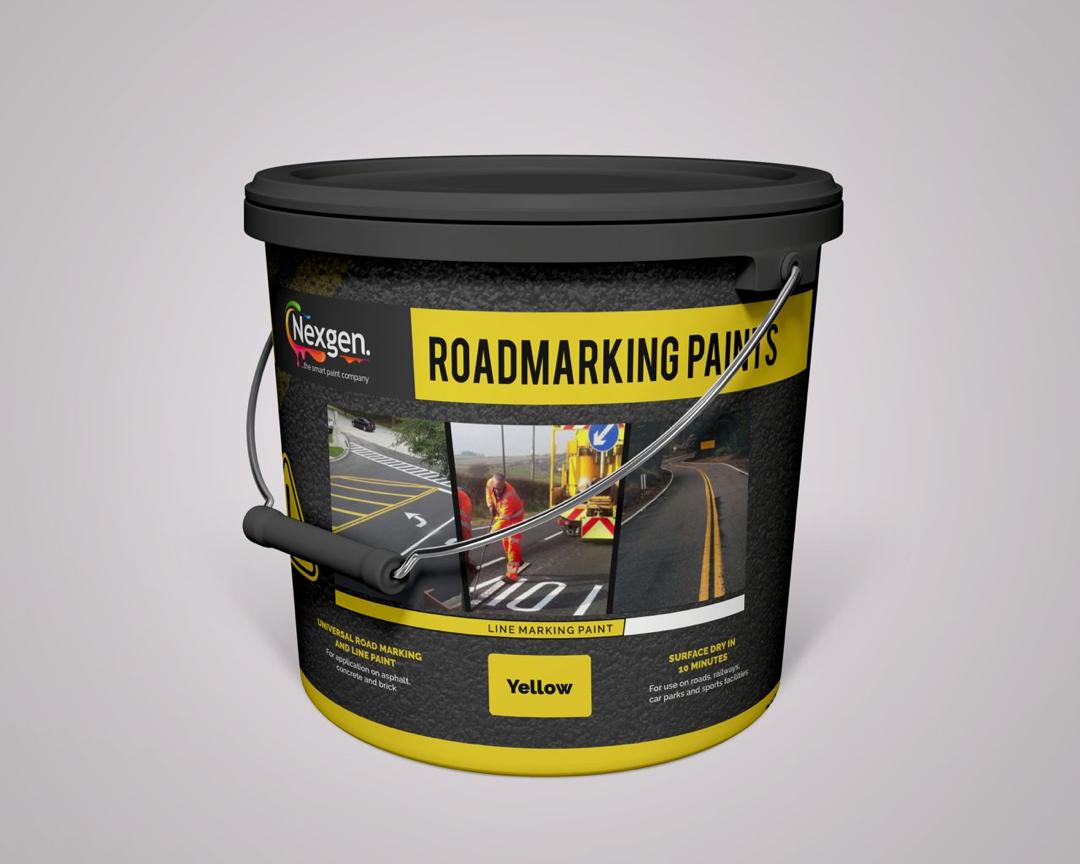 Nexgen.
...the smart paint company
ROADMARKING PAINTS
LINE MARKING PAINT
UNIVERSAL ROAD MARKING
AND LINE PAINT
For application on asphalt,
concrete and brick
Yellow
SURFACE DRY IN
10 MINUTES
For use on roads, railways,
car parks and sports facilities